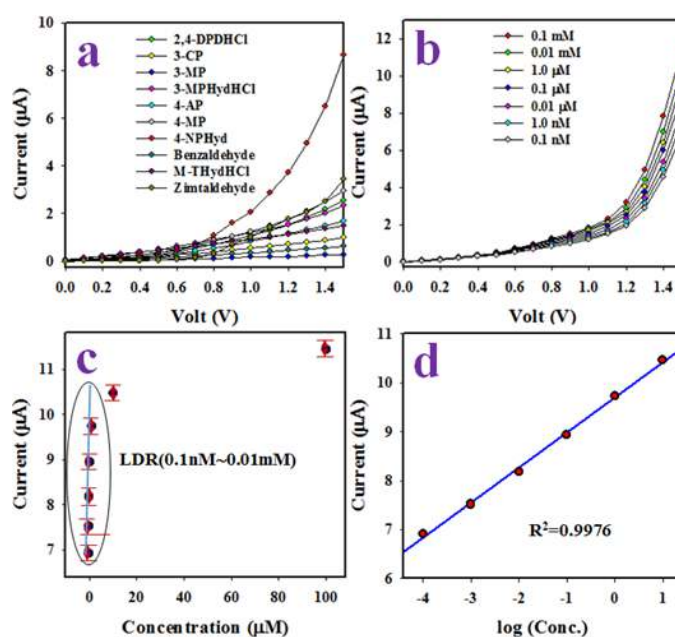 a
10
8
6
4
2
0
Current (µA)
2,4-DPDHCl
3-CP
3-MP
3-MPHydHCl
4-AP
4-MP
4-NPHyd
Benzaldehyde
M-THydHCl
Zimtaldehyde
0.0 0.2 0.4 0.6 0.8 1.0 1.2 1.4
Volt (V)
b
12
10
8
6
4
2
0
Current (µA)
0.1 mM
0.01 mM
1.0 µM
0.1 µM
0.01 µM
1.0 nM
0.1 nM
0.0 0.2 0.4 0.6 0.8 1.0 1.2 1.4
Volt (V)
c
11
10
9
8
7
Current (µA)
LDR(0.1nM~0.01mM)
0 20 40 60 80 100
Concentration (µM)
d
11
10
9
8
7
6
Current (µA)
R²=0.9976
-4 -3 -2 -1 0 1
log (Conc.)